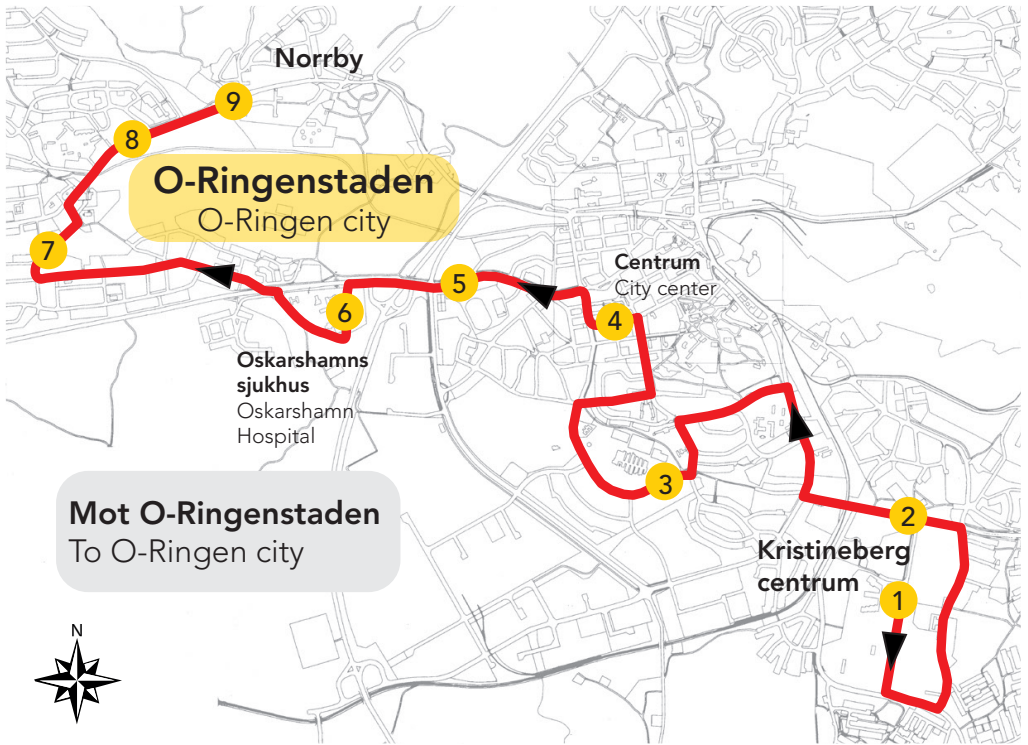 Norrby
9
8
O-Ringenstaden
O-Ringen city
7
5
Centrum
City center
6
4
Oskarshamns
sjukhus
Oskarshamn
Hospital
3
Mot O-Ringenstaden
To O-Ringen city
2
Kristineberg
centrum
1
N